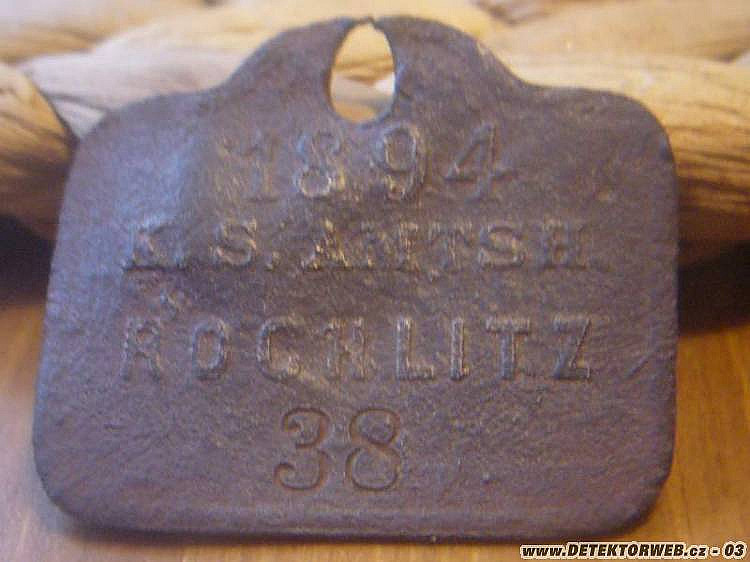 1894
K. S. AMTSH.
ROCHLITZ
38
www.DETEKTORWEB.cz - 03